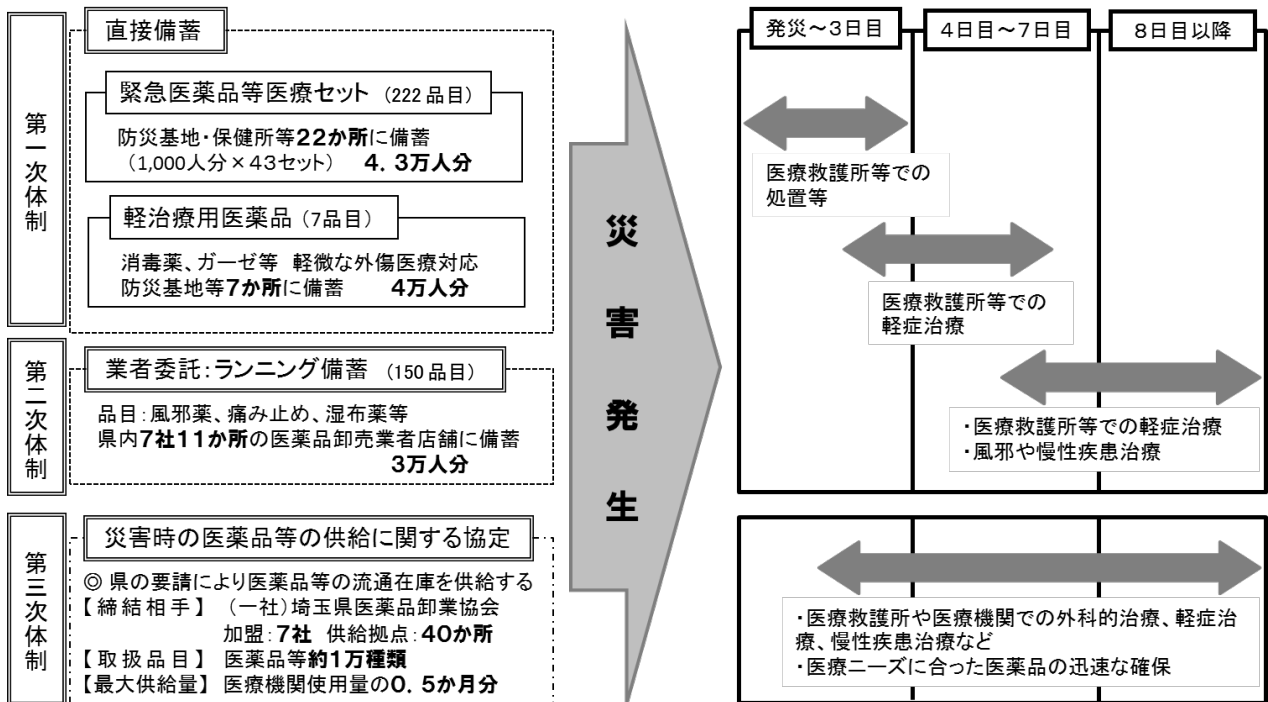 第一次体制
直接備蓄
緊急医薬品等医療セット （222品目）
防災基地・保健所等22か所に備蓄
（1,000人分×43セット） 4．3万人分
軽治療用医薬品（7品目）
消毒薬、ガーゼ等 軽微な外傷医療対応
防災基地等7か所に備蓄 4万人分
第二次体制
業者委託：ランニング備蓄 （150品目）
品目：風邪薬、痛み止め、湿布薬等
県内7社11か所の医薬品卸売業者店舗に備蓄
3万人分
第三次体制
災害時の医薬品等の供給に関する協定
◎ 県の要請により医薬品等の流通在庫を供給する
【締結相手】 （一社）埼玉県医薬品卸業協会
加盟：7社 供給拠点：40か所
【取扱品目】 医薬品等約1万種類
【最大供給量】 医療機関使用量の0．5か月分
災害発生
発災～3日目
4日目～7日目
8日目以降
医療救護所等での
処置等
医療救護所等での
軽症治療
・医療救護所等での軽症治療
・風邪や慢性疾患治療
・医療救護所や医療機関での外科的治療、軽症治
療、慢性疾患治療など
・医療ニーズに合った医薬品の迅速な確保